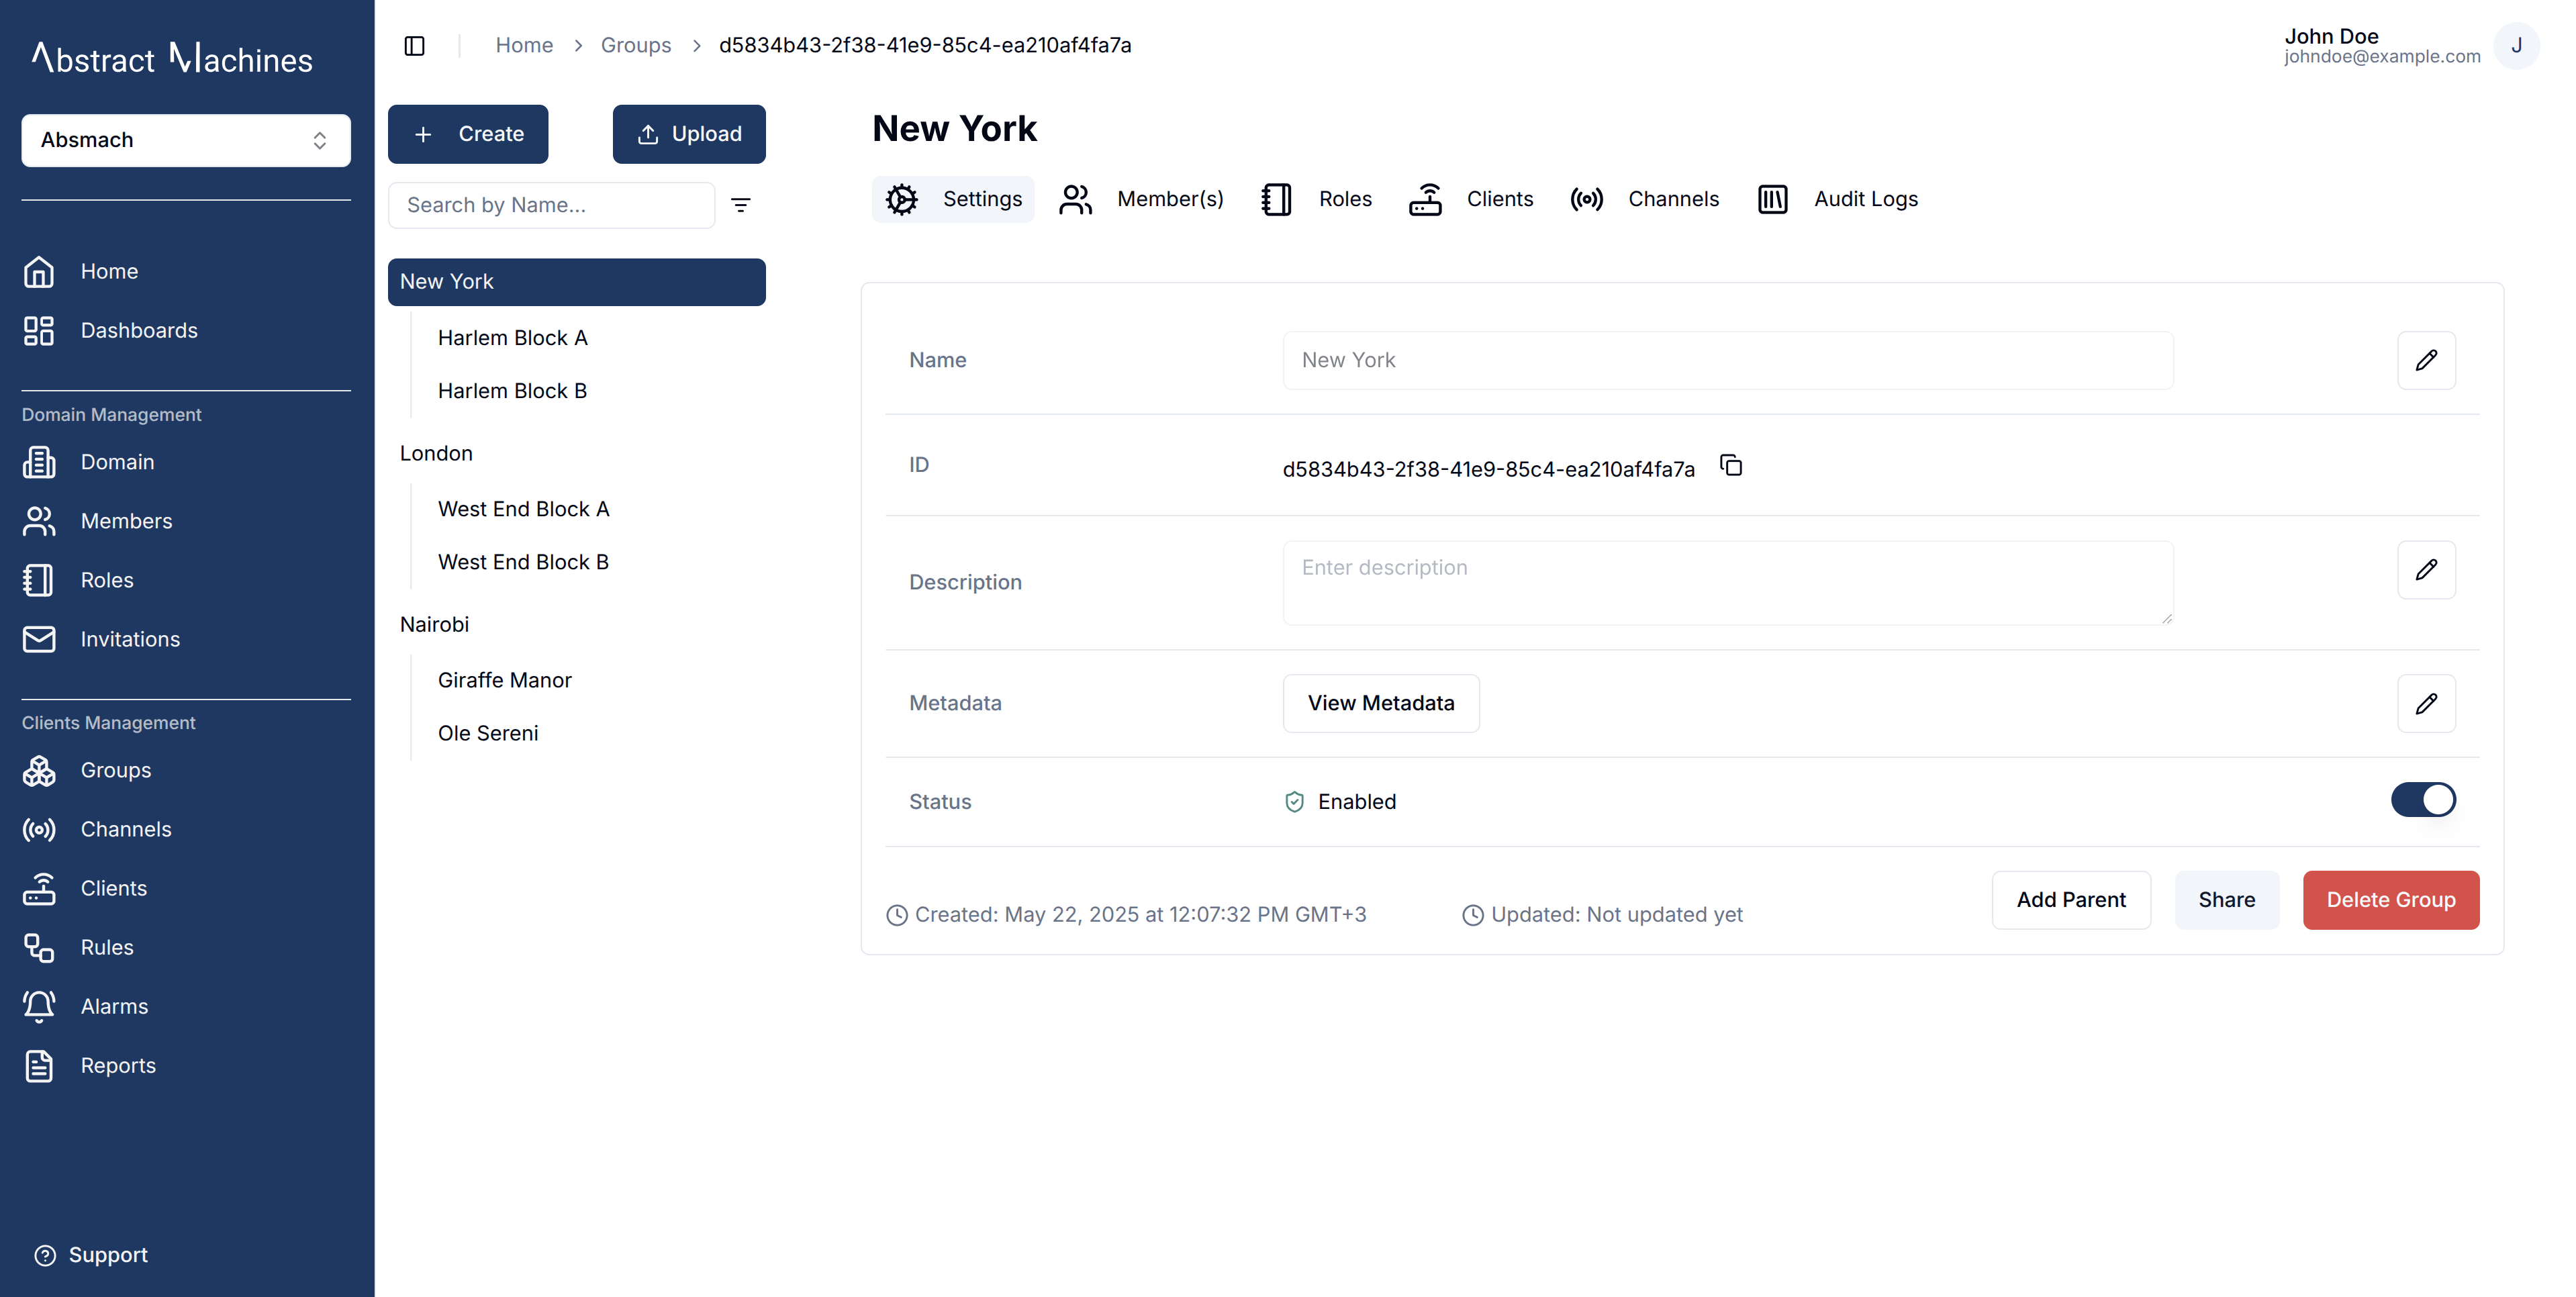 Abstract Machines
Absmach
Home
Dashboards
Domain Management
Domain
Members
Roles
Invitations
Clients Management
Groups
Channels
Clients
Rules
Alarms
Reports
Support
Home > Groups > d5834b43-2f38-41e9-85c4-ea210af4fa7a
John Doe
johndoe@example.com
J
Create
Upload
Search by Name...
New York
Harlem Block A
Harlem Block B
London
West End Block A
West End Block B
Nairobi
Giraffe Manor
Ole Sereni
New York
Settings Member(s) Roles Clients Channels Audit Logs
Name New York
ID d5834b43-2f38-41e9-85c4-ea210af4fa7a
Description Enter description
Metadata View Metadata
Status Enabled
Created: May 22, 2025 at 12:07:32 PM GMT+3 Updated: Not updated yet
Add Parent Share Delete Group